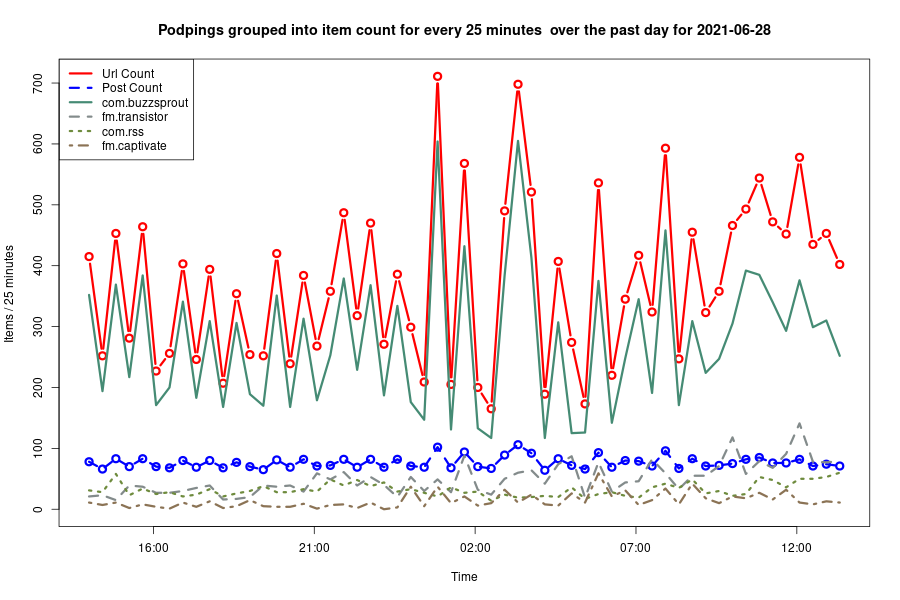 Podpings grouped into item count for every 25 minutes  over the past day for 2021-06-28
Url Count
Post Count
com.buzzsprout
fm.transistor
com.rss
fm.captivate
700
600
500
400
300
200
100
0
Items / 25 minutes
16:00
21:00
02:00
07:00
12:00
Time